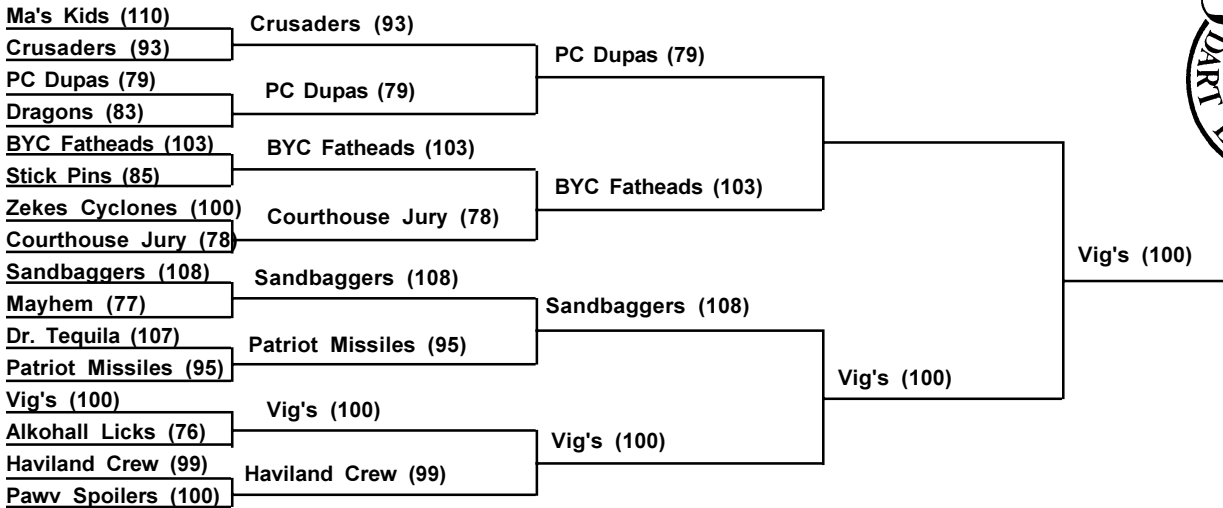 Ma's Kids (110)
Crusaders (93)
PC Dupas (79)
Dragons (83)
BYC Fatheads (103)
Stick Pins (85)
Zekes Cyclones (100)
Courthouse Jury (78)
Sandbaggers (108)
Mayhem (77)
Dr. Tequila (107)
Patriot Missiles (95)
Vig's (100)
Alkohall Licks (76)
Haviland Crew (99)
Pawv Spoilers (100)
Crusaders (93)
PC Dupas (79)
BYC Fatheads (103)
Courthouse Jury (78)
Sandbaggers (108)
Patriot Missiles (95)
Vig's (100)
Haviland Crew (99)
PC Dupas (79)
BYC Fatheads (103)
Sandbaggers (108)
Vig's (100)
Vig's (100)
Vig's (100)
DART